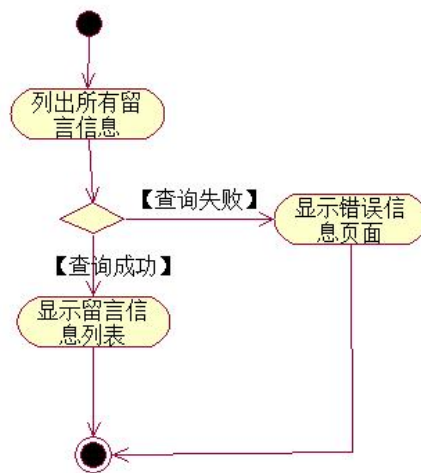 列出所有留
言信息
【查询失败】
显示错误信
息页面
【查询成功】
显示留言信
息列表